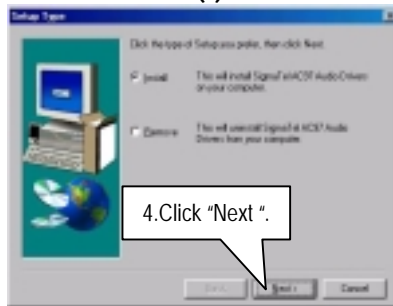 Setup Type
Click the type of Setup you prefer, then click Next.
Install
This will install SigmaTel AC97 Audio Drivers
on your computer.
Remove
This will uninstall SigmaTel AC97 Audio
Drivers from your computer.
4.Click "Next ".
Next >
Cancel